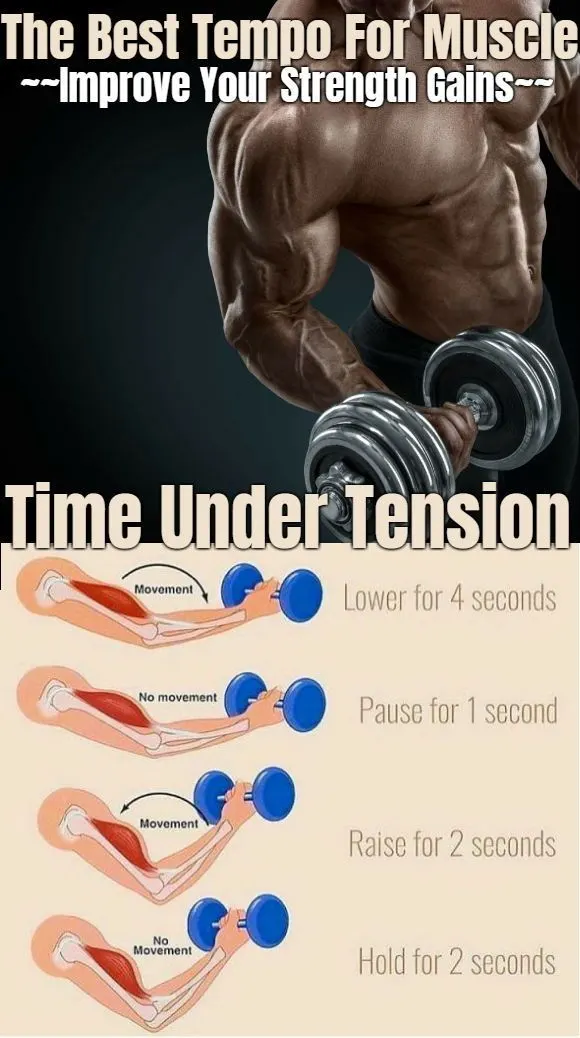 The Best Tempo For Muscle
~~Improve Your Strength Gains~~
Time Under Tension
Movement
Lower for 4 seconds
No movement
Pause for 1 second
Movement
Raise for 2 seconds
No
Movement
Hold for 2 seconds